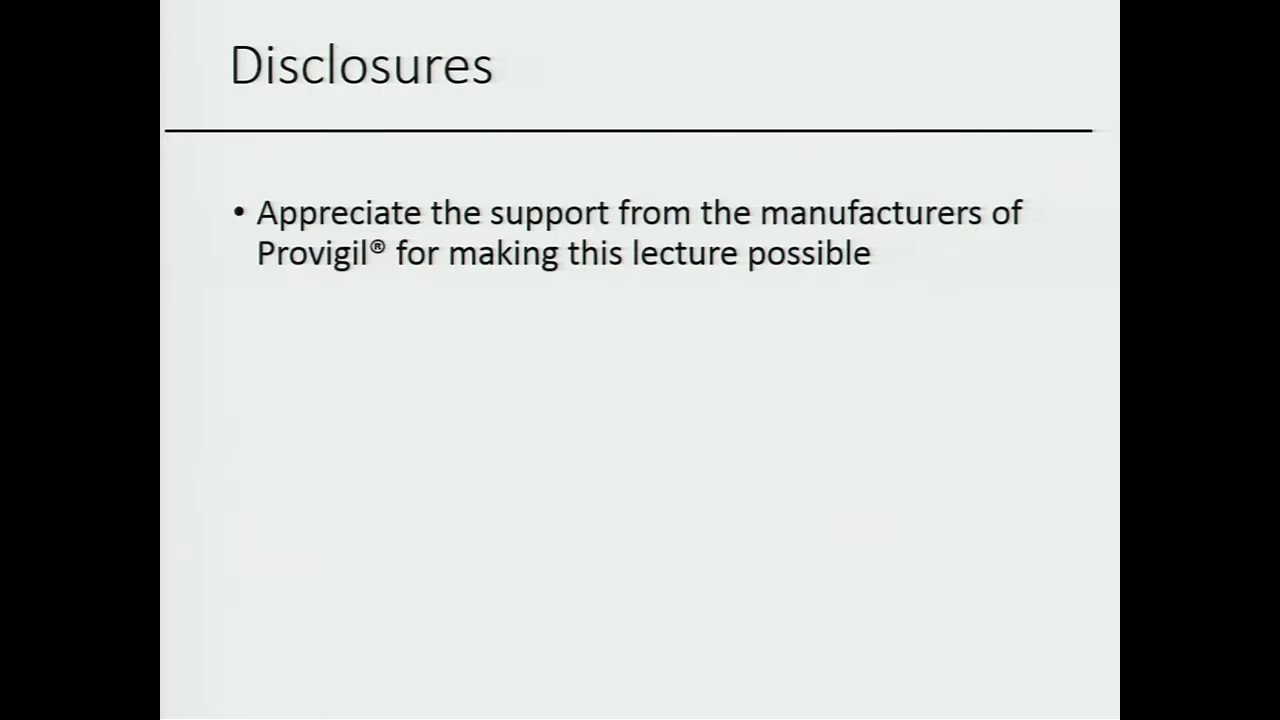 Disclosures
• Appreciate the support from the manufacturers of
Provigil® for making this lecture possible